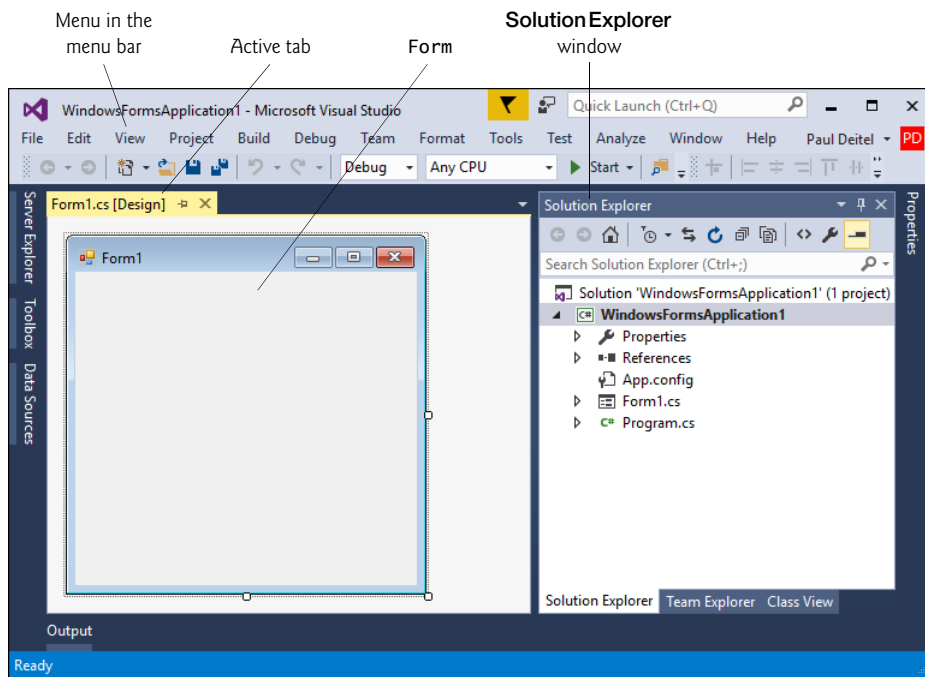 Menu in the
menu bar
Active tab
Form
Solution Explorer
window
WindowsFormsApplication1 - Microsoft Visual Studio
Quick Launch (Ctrl+Q)
File Edit View Project Build Debug Team Format Tools Test Analyze Window Help Paul Deitel PD
Debug Any CPU Start
Server Explorer
Toolbox
Data Sources
Form1.cs [Design]
Form1
Solution Explorer
Search Solution Explorer (Ctrl+;)
Solution 'WindowsFormsApplication1' (1 project)
C# WindowsFormsApplication1
Properties
References
App.config
Form1.cs
C# Program.cs
Solution Explorer Team Explorer Class View
Properties
Output
Ready